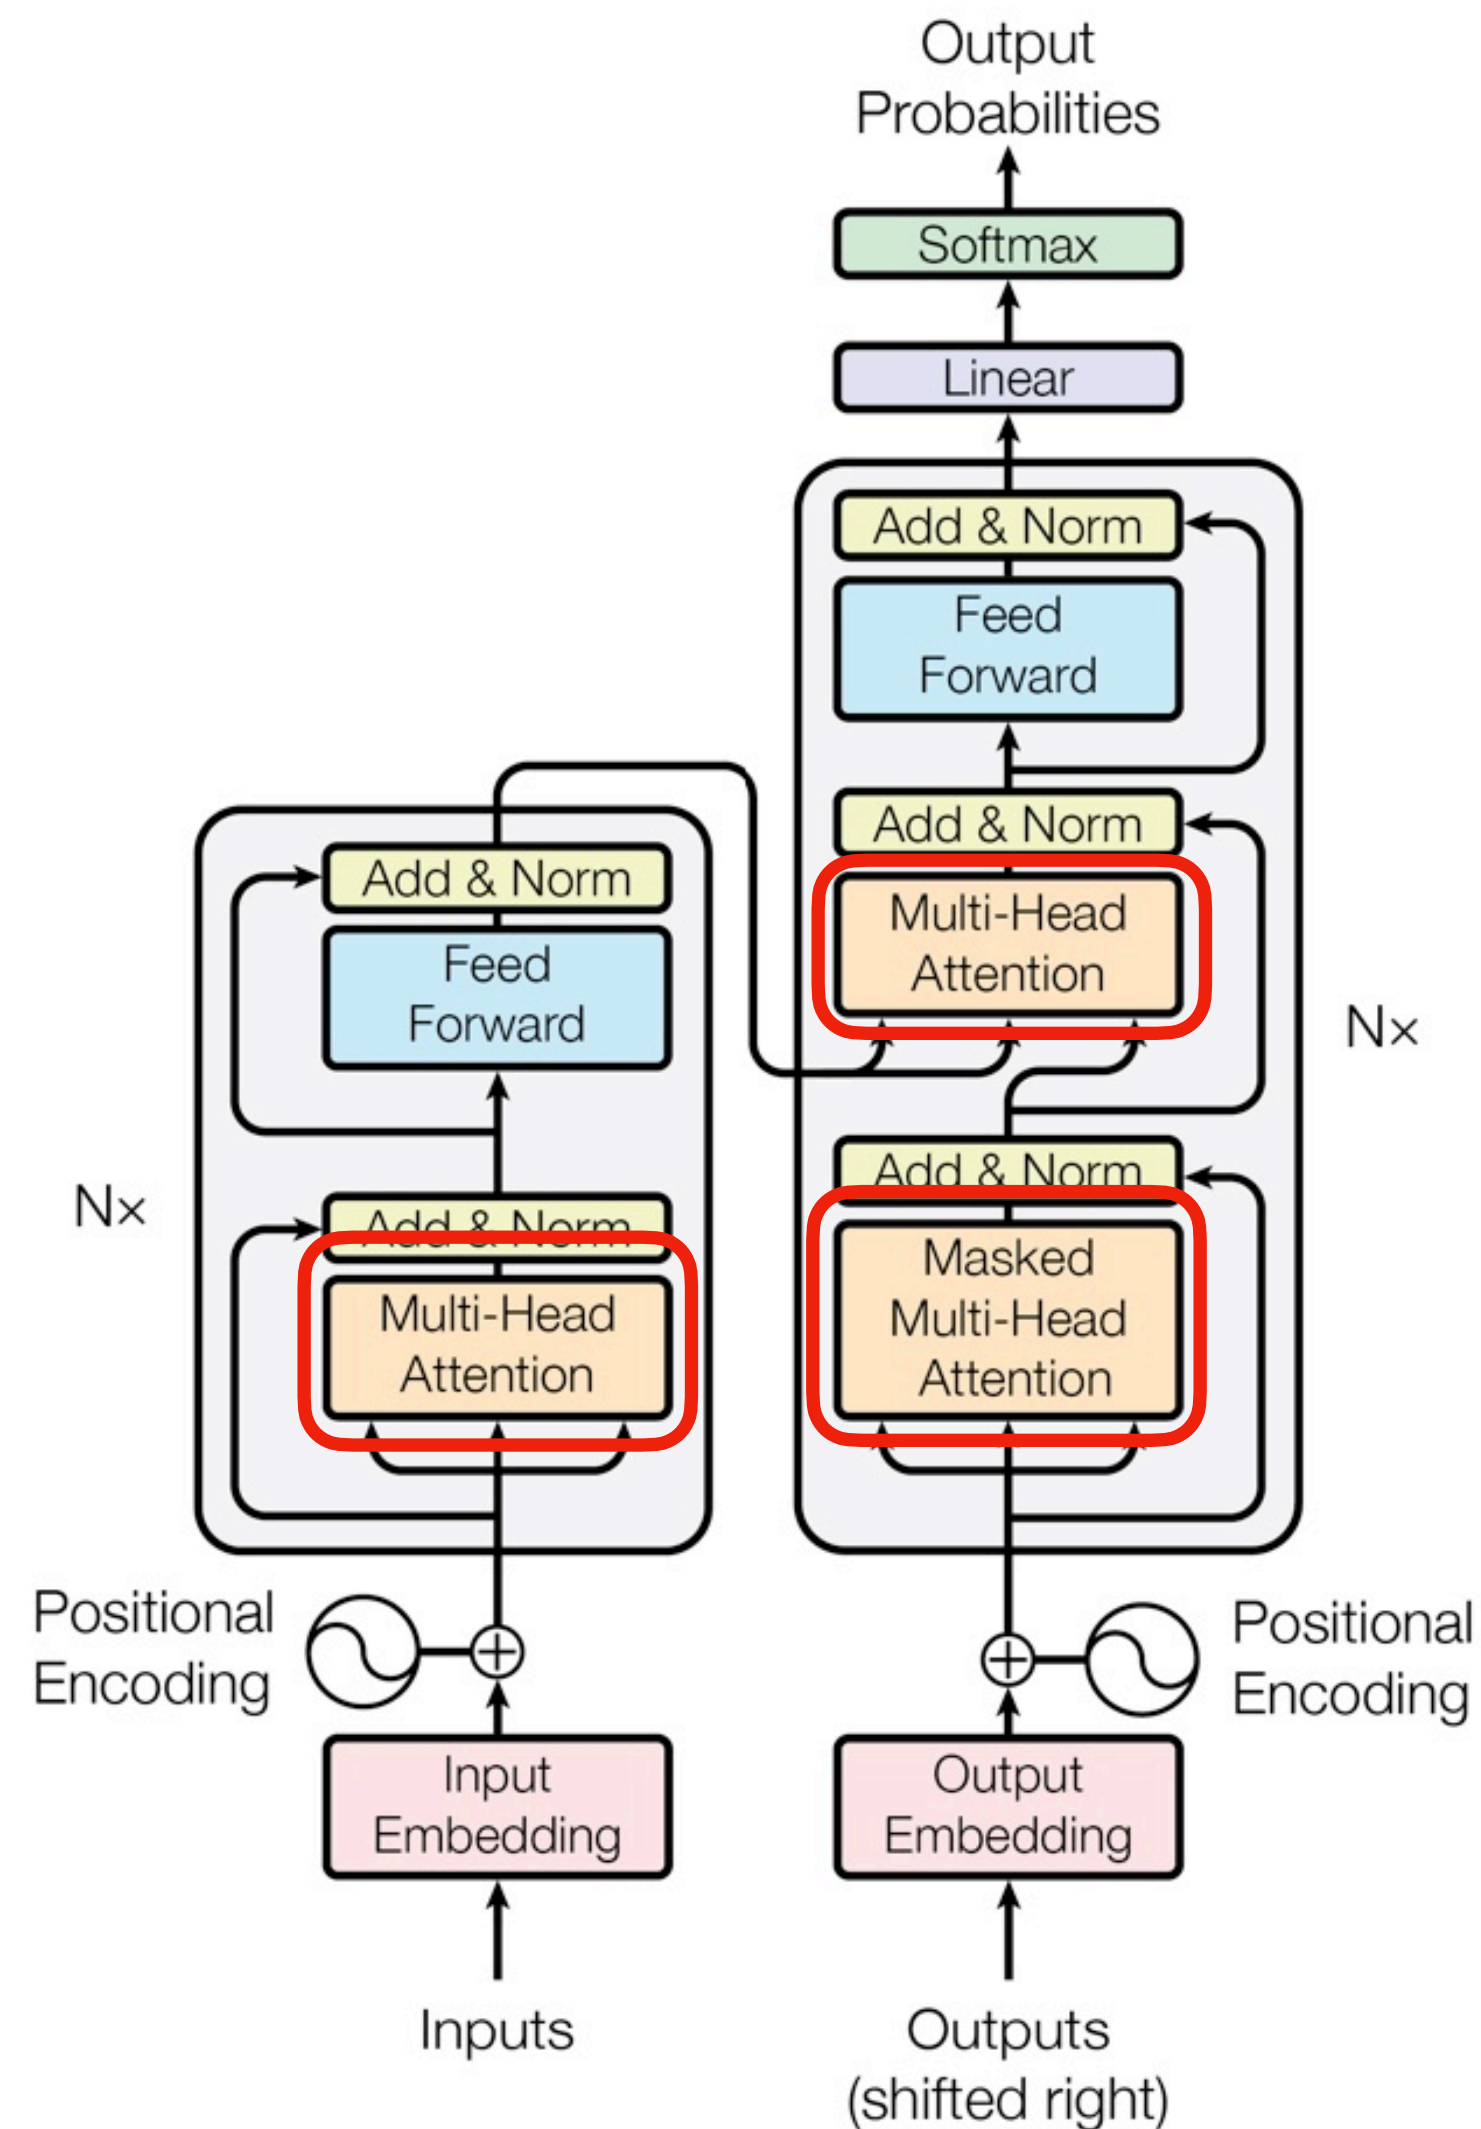 Output
Probabilities
Softmax
Linear
Add & Norm
Feed
Forward
Add & Norm
Multi-Head
Attention
Nx
Add & Norm
Masked
Multi-Head
Attention
Add & Norm
Feed
Forward
Nx
Add & Norm
Multi-Head
Attention
Positional
Encoding
Positional
Encoding
Input
Embedding
Output
Embedding
Inputs
Outputs
(shifted right)